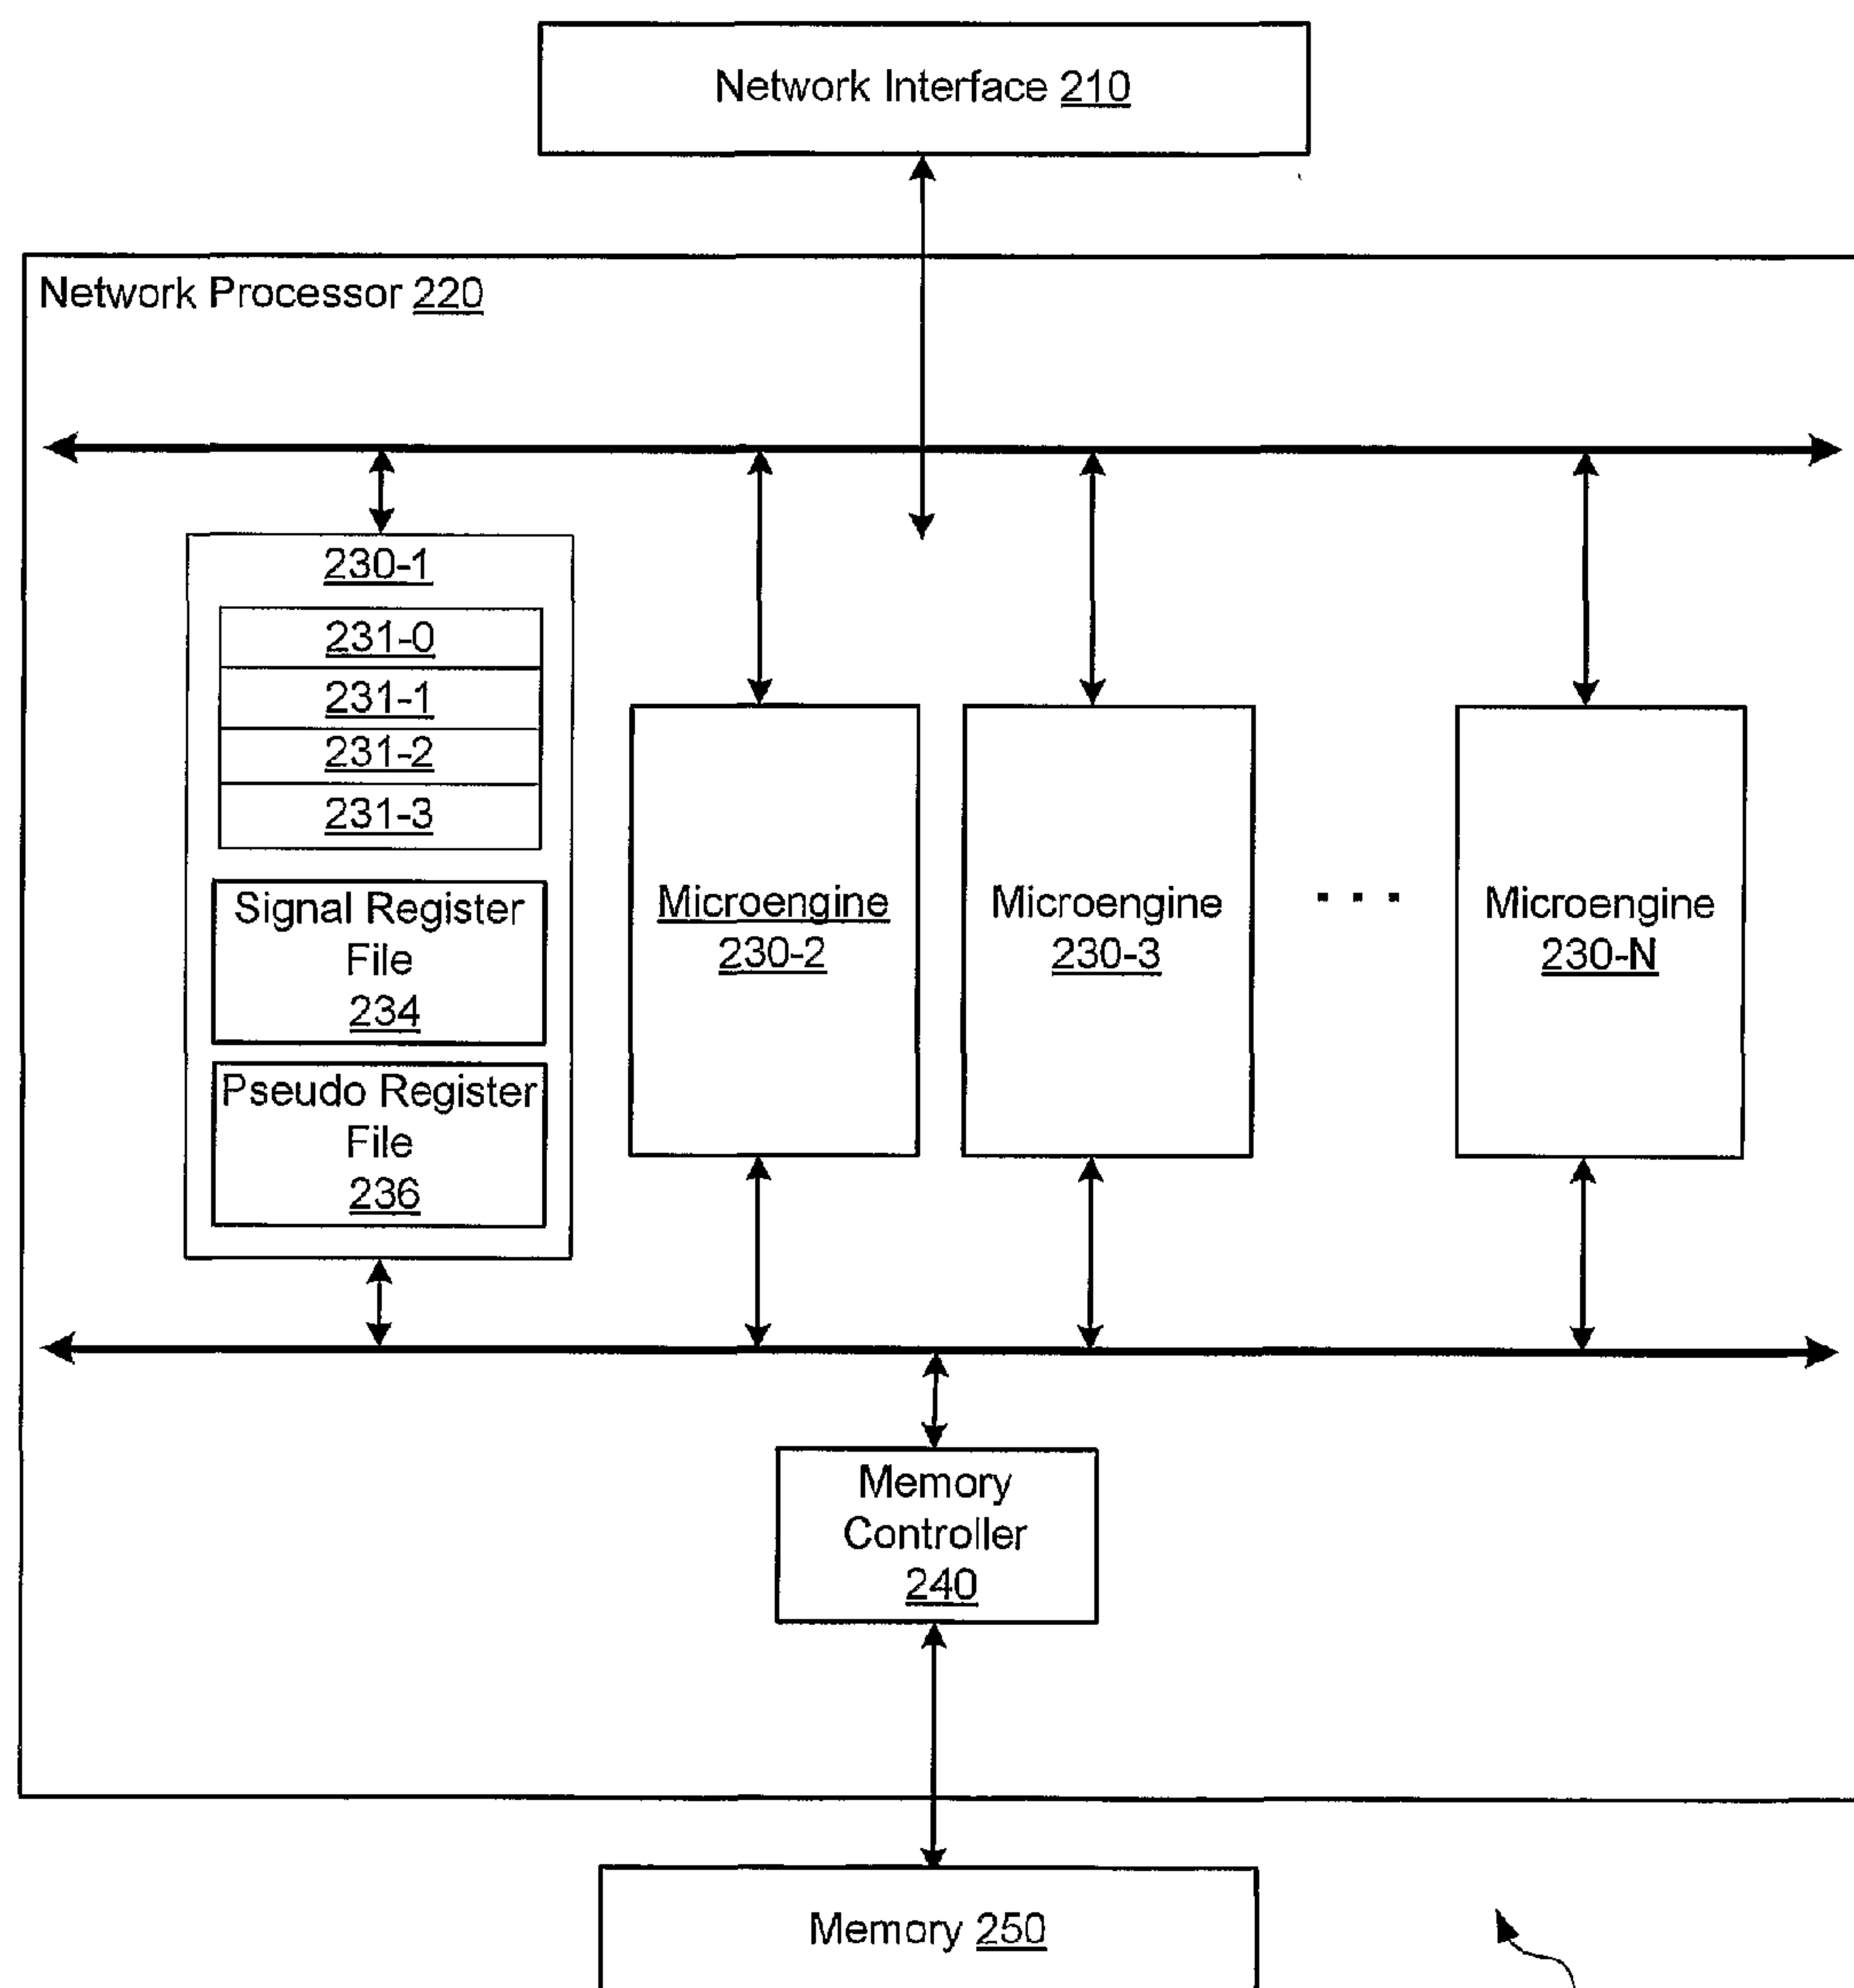 Network Interface 210
Network Processor 220
230-1
231-0
231-1
231-2
231-3
Signal Register
File
234
Pseudo Register
File
236
Microengine
230-2
Microengine
230-3
. . .
Microengine
230-N
Memory
Controller
240
Memory 250